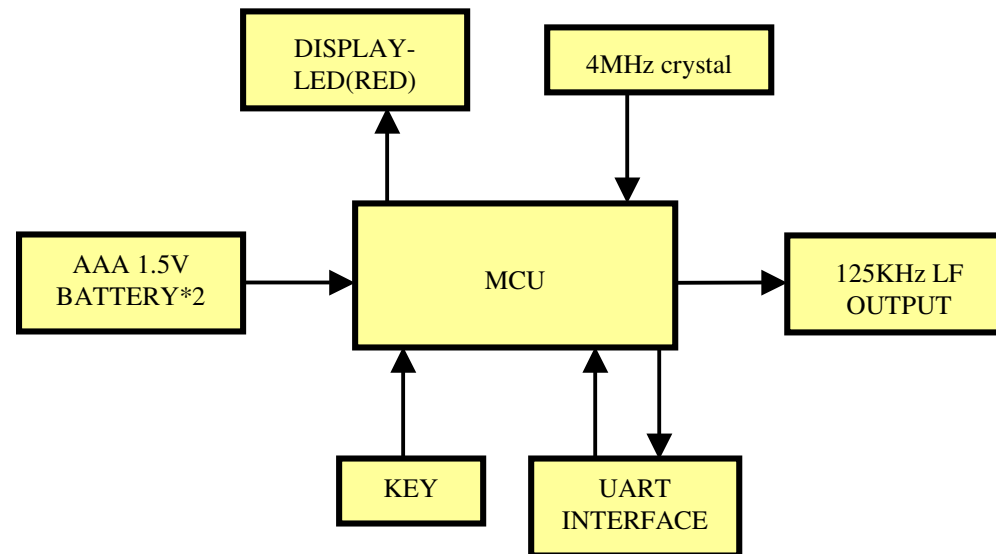 DISPLAY-
LED(RED)
4MHz crystal
AAA 1.5V
BATTERY*2
MCU
125KHz LF
OUTPUT
KEY
UART
INTERFACE